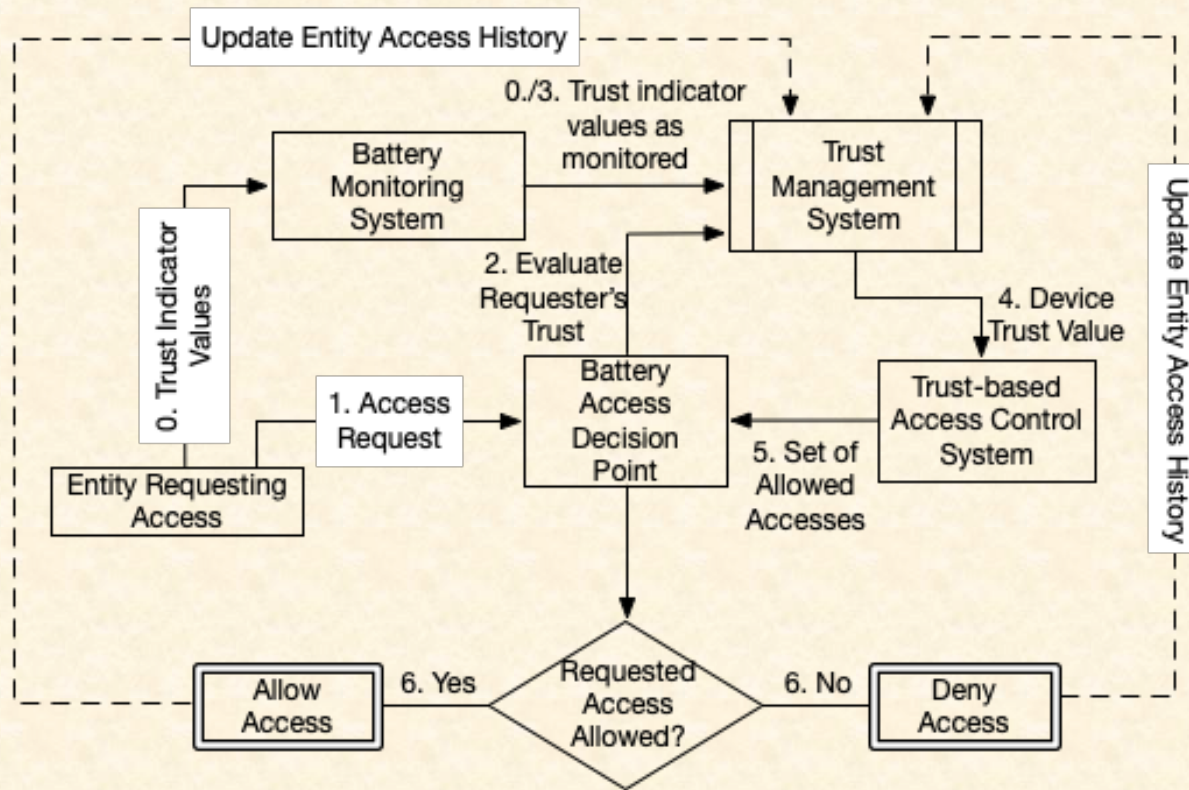 Update Entity Access History
0./3. Trust indicator
values as
monitored
Battery
Monitoring
System
Trust
Management
System
Update Entity Access History
0. Trust Indicator
Values
2. Evaluate
Requester's
Trust
4. Device
Trust Value
1. Access
Request
Battery
Access
Decision
Point
Trust-based
Access Control
System
5. Set of
Allowed
Accesses
Entity Requesting
Access
Requested
Access
Allowed?
6. Yes
6. No
Allow
Access
Deny
Access